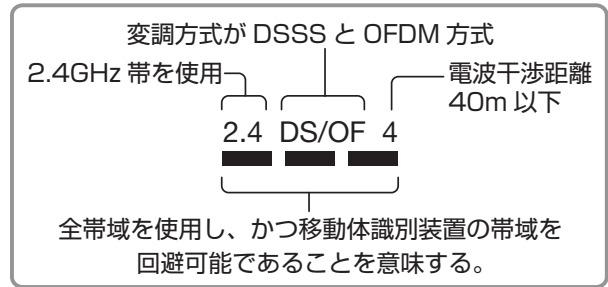 変調方式が DSSS と OFDM 方式
2.4GHz 帯を使用
電波干渉距離
40m 以下
2.4 DS/OF 4
全帯域を使用し、かつ移動体識別装置の帯域を
回避可能であることを意味する。